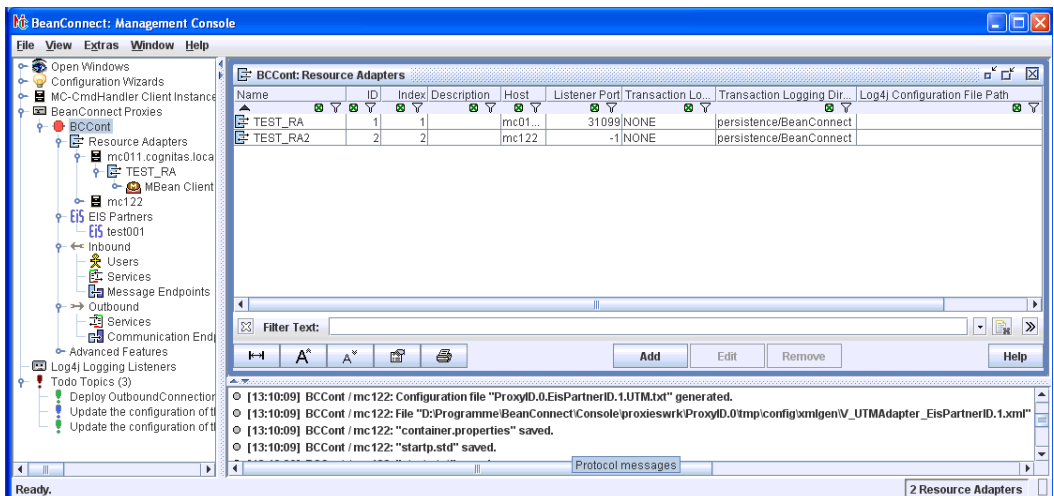 BeanConnect: Management Console
File View Extras Window Help
Open Windows
Configuration Wizards
MC-CmdHandler Client Instance
BeanConnect Proxies
BCCont
Resource Adapters
mc011.cognitas.loca
TEST_RA
MBean Client
mc122
EIS Partners
test001
Inbound
Users
Services
Message Endpoints
Outbound
Services
Communication Endp
Advanced Features
Log4j Logging Listeners
Todo Topics (3)
Deploy OutboundConnection
Update the configuration of th
Update the configuration of th
BCCont: Resource Adapters
Name ID Index Description Host Listener Port Transaction Lo... Transaction Logging Dir... Log4j Configuration File Path
TEST_RA 1 1 mc01... 31099 NONE persistence/BeanConnect
TEST_RA2 2 2 mc122 -1 NONE persistence/BeanConnect
Filter Text:
Add Edit Remove Help
[13:10:09] BCCont / mc122: Configuration file "ProxyID.0.EisPartnerID.1.UTM.txt" generated.
[13:10:09] BCCont / mc122: File "D:\Programme\BeanConnect\Console\proxieswrk\ProxyID.0\tmp\config\xmlgen\V_UTMAdapter_EisPartnerID.1.xml"
[13:10:09] BCCont / mc122: "container.properties" saved.
[13:10:09] BCCont / mc122: "startp.std" saved.
Protocol messages
Ready. 2 Resource Adapters